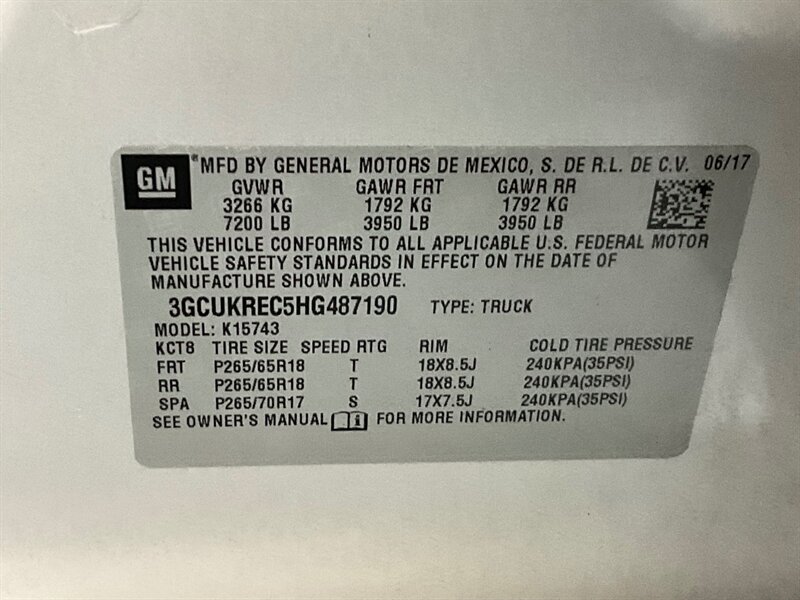 GM MFD BY GENERAL MOTORS DE MEXICO, S. DE R.L. DE C.V. 06/17
GVWR GAWR FRT GAWR RR
3266 KG 1792 KG 1792 KG
7200 LB 3950 LB 3950 LB
THIS VEHICLE CONFORMS TO ALL APPLICABLE U.S. FEDERAL MOTOR
VEHICLE SAFETY STANDARDS IN EFFECT ON THE DATE OF
MANUFACTURE SHOWN ABOVE.
3GCUKREC5HG487190 TYPE: TRUCK
MODEL: K15743
KCT8 TIRE SIZE SPEED RTG RIM COLD TIRE PRESSURE
FRT P265/65R18 T 18X8.5J 240KPA(35PSI)
RR P265/65R18 T 18X8.5J 240KPA(35PSI)
SPA P265/70R17 S 17X7.5J 240KPA(35PSI)
SEE OWNER'S MANUAL FOR MORE INFORMATION.